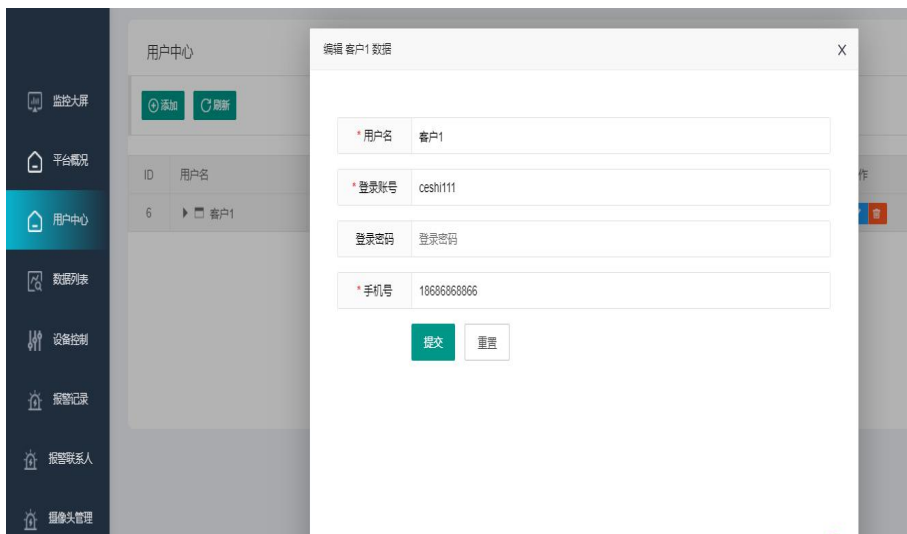 监控大屏
平台概况
用户中心
数据列表
设备控制
报警记录
报警联系人
摄像头管理
用户中心
添加
刷新
ID 用户名
6 客户1
作
编辑 客户1 数据
X
* 用户名 客户1
* 登录账号 ceshi111
登录密码 登录密码
* 手机号 18686868866
提交 重置